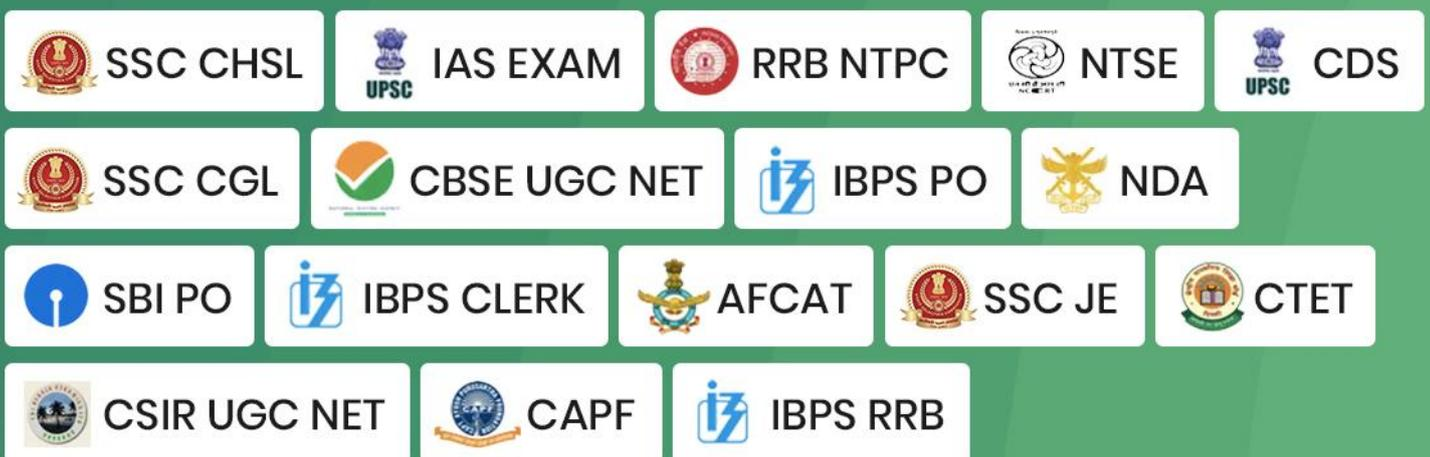 SSC CHSL UPSC IAS EXAM RRB NTPC NTSE UPSC CDS
SSC CGL CBSE UGC NET IBPS PO NDA
SBI PO IBPS CLERK AFCAT SSC JE CTET
CSIR UGC NET CAPF IBPS RRB